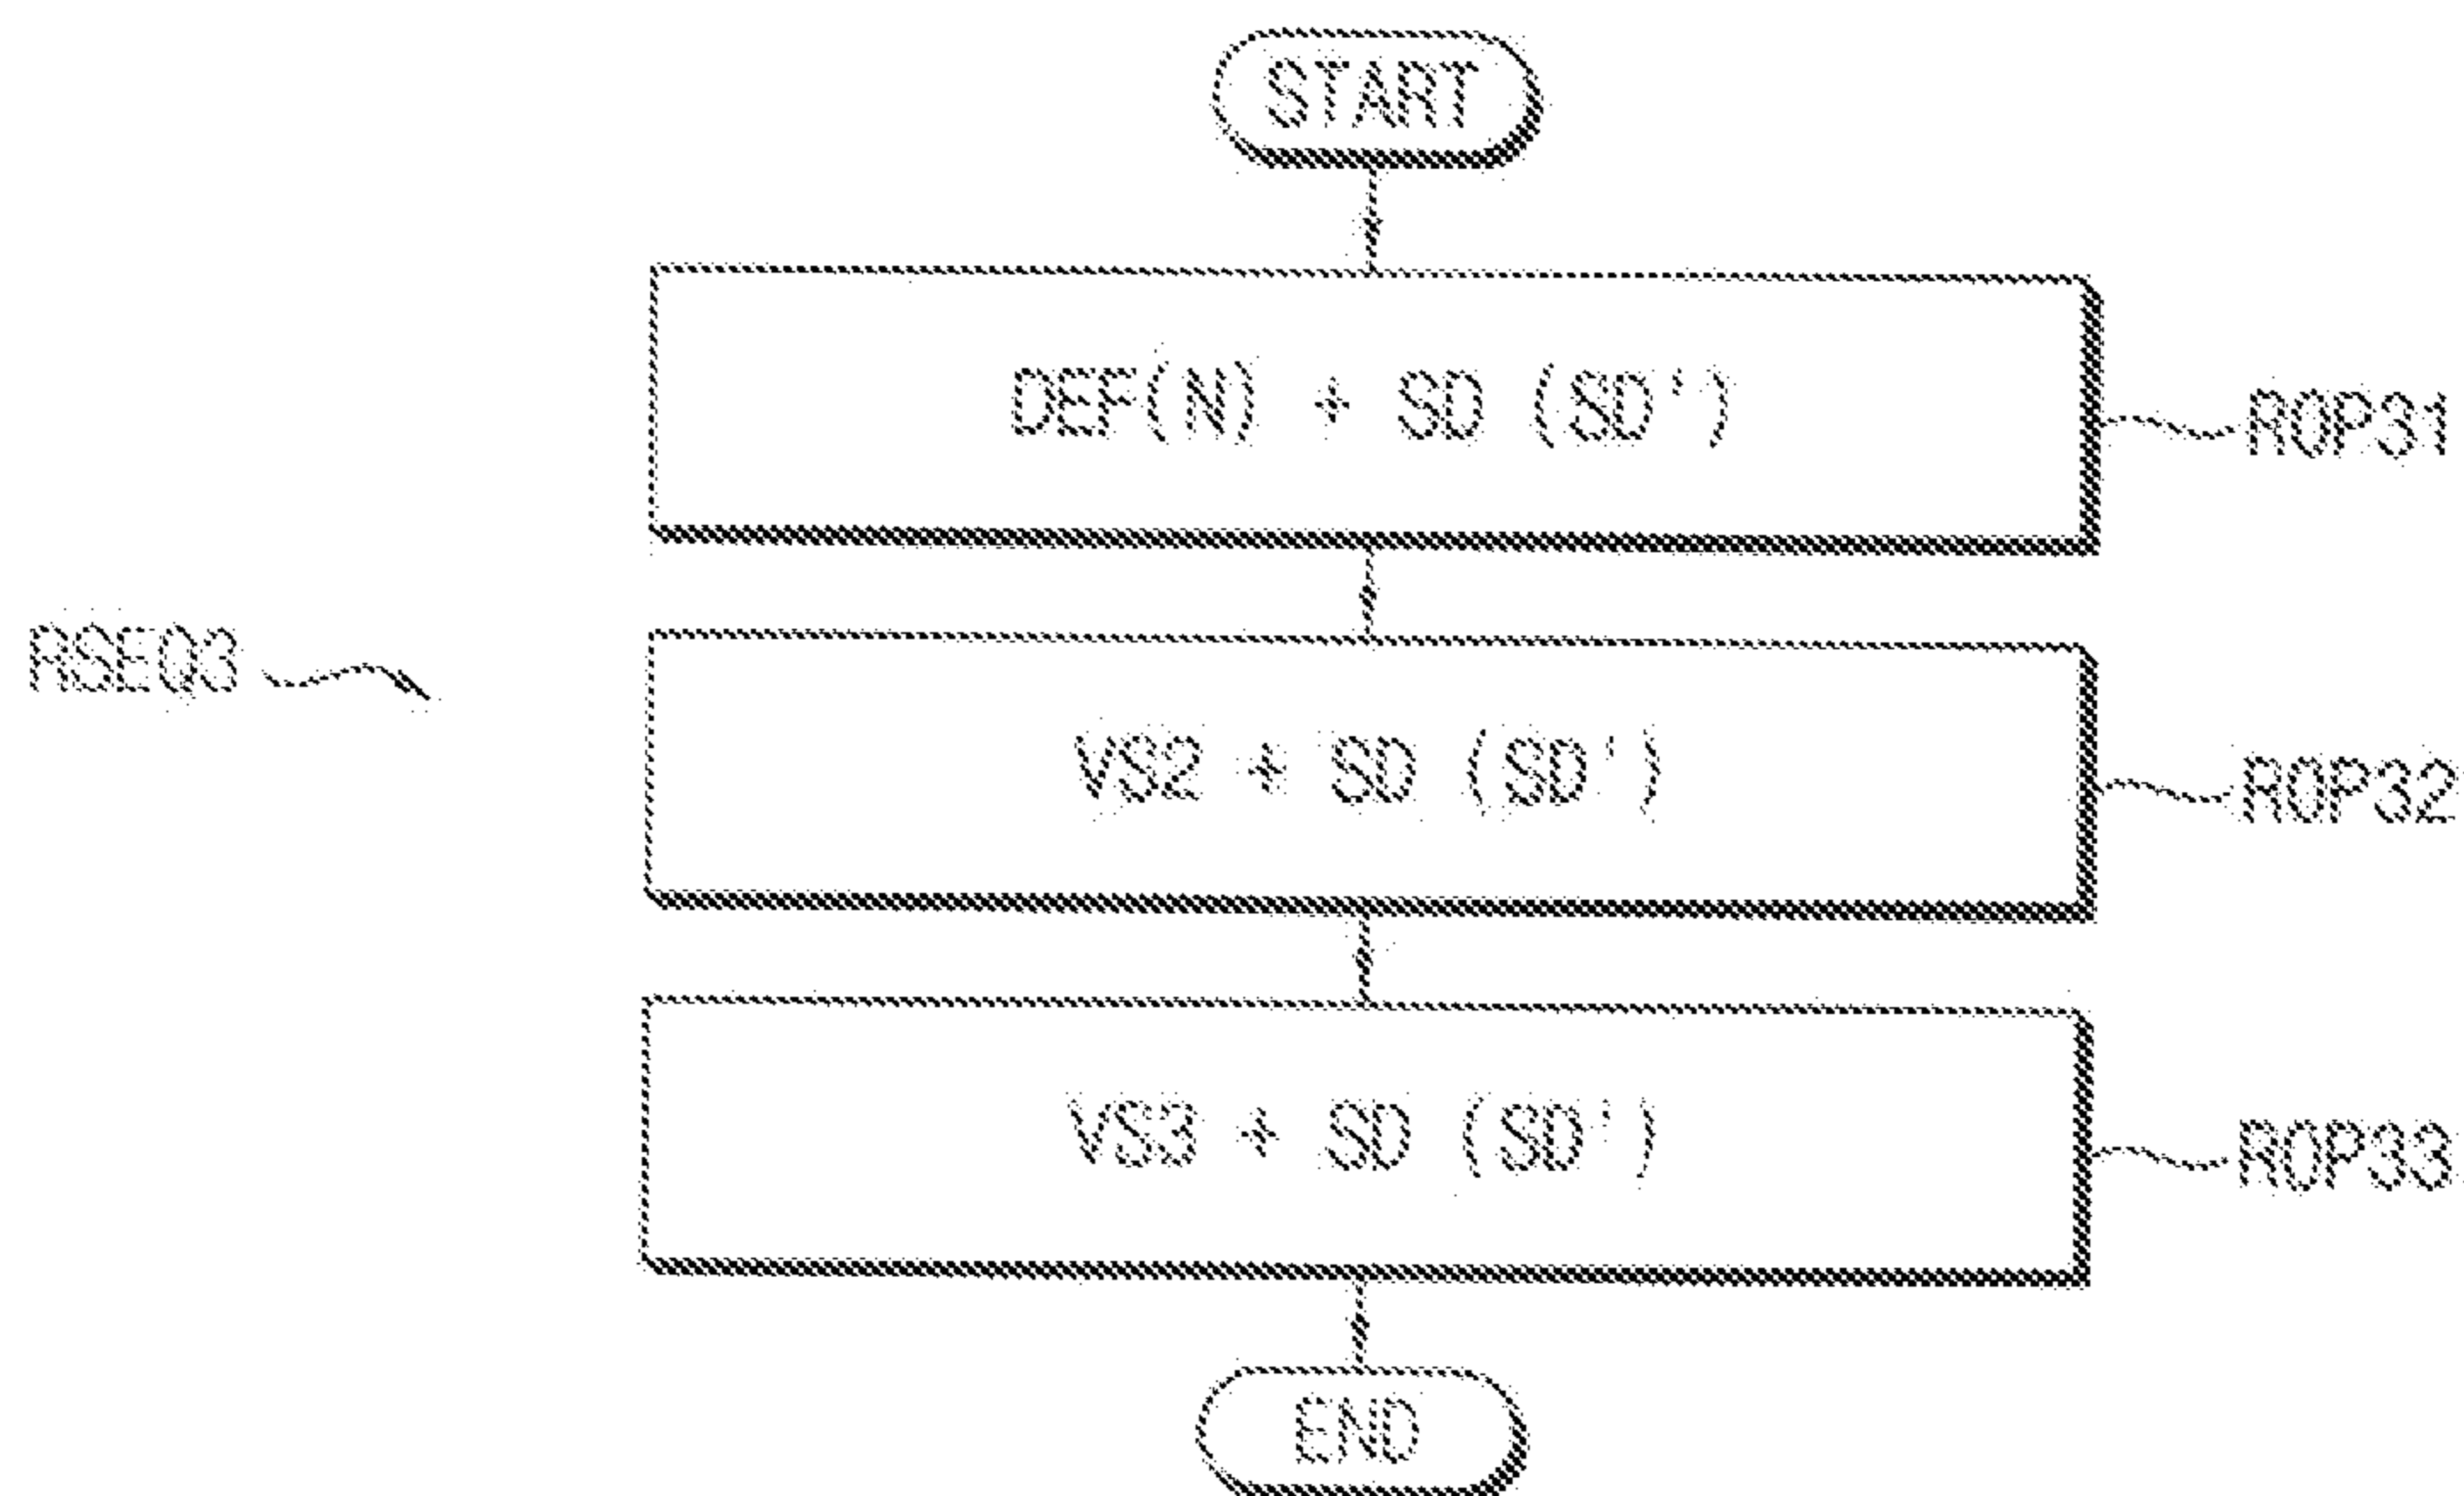 START
DEF(N) + SD (SD')
ROP31
RSEQ3
VS2 + SD (SD')
ROP32
VS3 + SD (SD')
ROP33
END